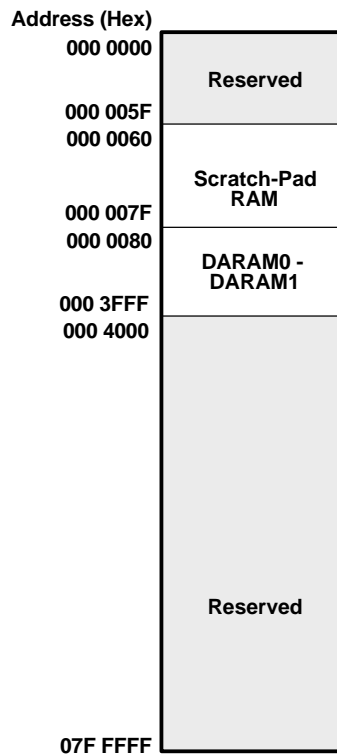 Address (Hex)
000 0000
Reserved
000 005F
000 0060
Scratch-Pad
RAM
000 007F
000 0080
DARAM0 -
DARAM1
000 3FFF
000 4000
Reserved
07F FFFF